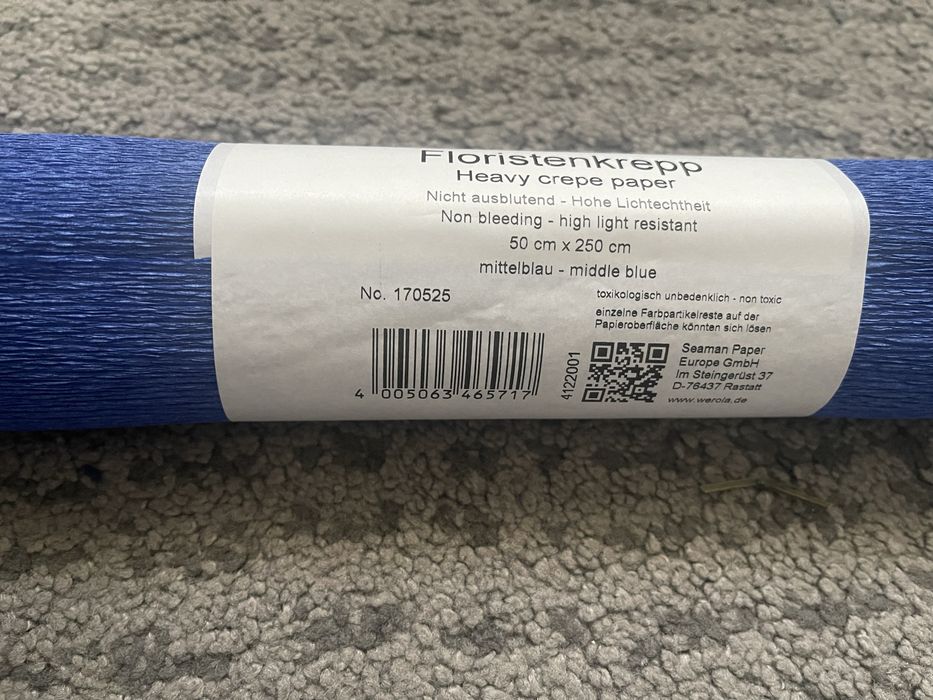 Floristenkrepp
Heavy crepe paper
Nicht ausblutend - Hohe Lichtechtheit
Non bleeding - high light resistant
50 cm x 250 cm
mittelblau - middle blue
No. 170525
toxikologisch unbedenklich - non toxic
einzelne Farbpartikelreste auf der
Papieroberfläche könnten sich lösen
4 005063 465717
4122001
Seaman Paper
Europe GmbH
Im Steingerüst 37
D-76437 Rastatt
www.werola.de